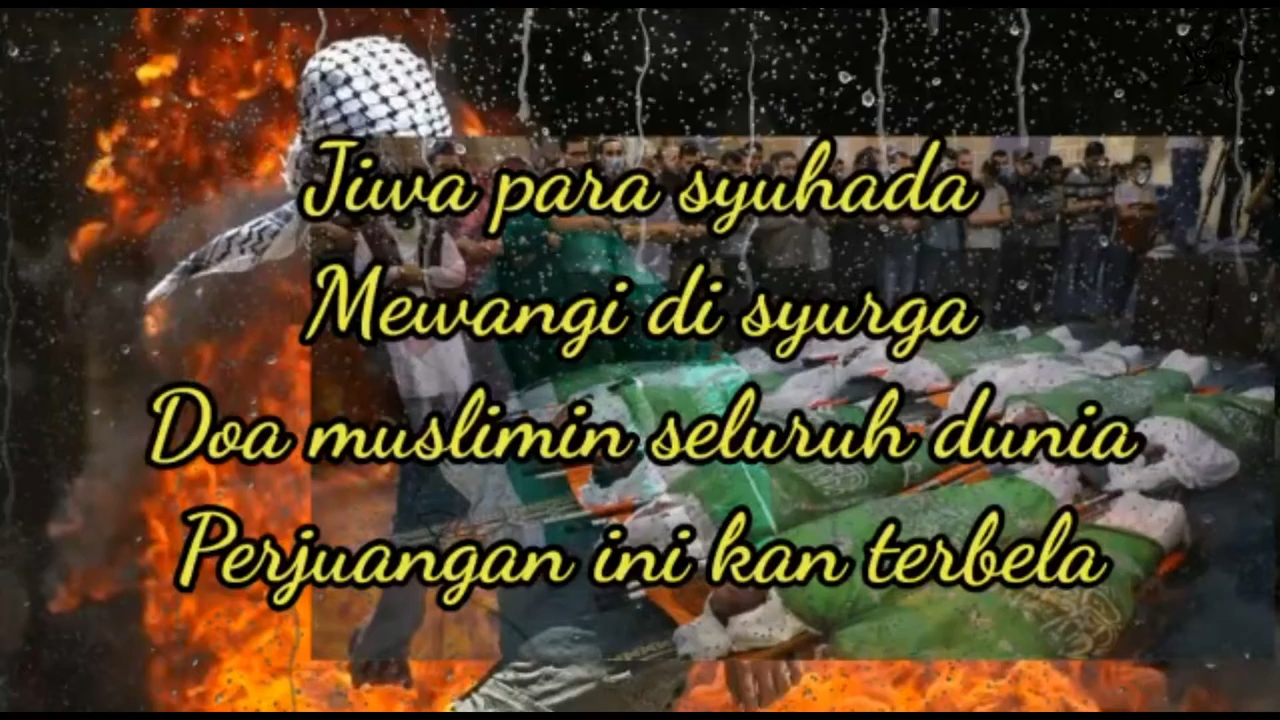 Jiwa para syuhada
Mewangi di syurga
Doa muslimin seluruh dunia
Perjuangan ini kan terbela